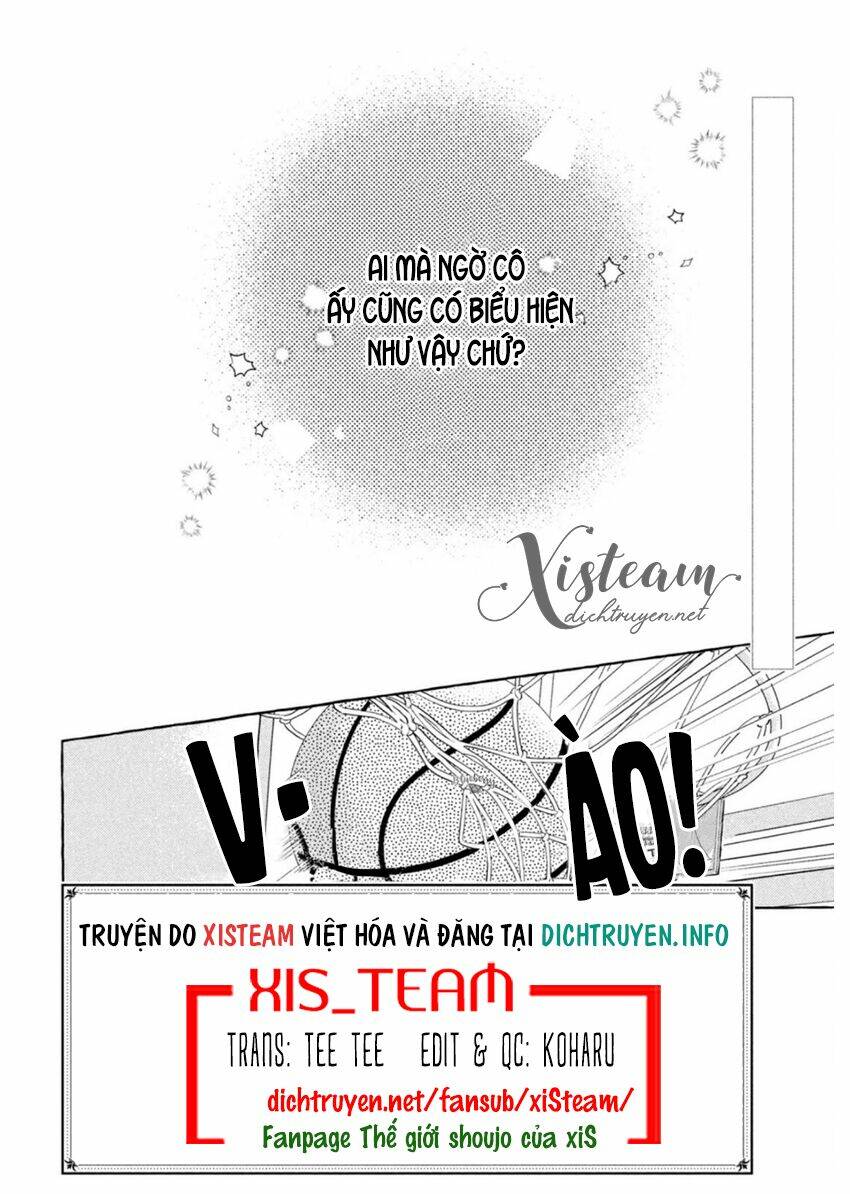 AI MÀ NGỜ CÔ
ẤY CŨNG CÓ BIỂU HIỆN
NHƯ VẬY CHỨ?
Xisteam
dichtruyen.net
V- ÀO!
TRUYỆN DO XISTEAM VIỆT HÓA VÀ ĐĂNG TẠI DICHTRUYEN.INFO
XIS_TEAM
TRANS: TEE TEE EDIT & QC: KOHARU
dichtruyen.net/fansub/xiSteam/
Fanpage Thế giới shoujo của xiS